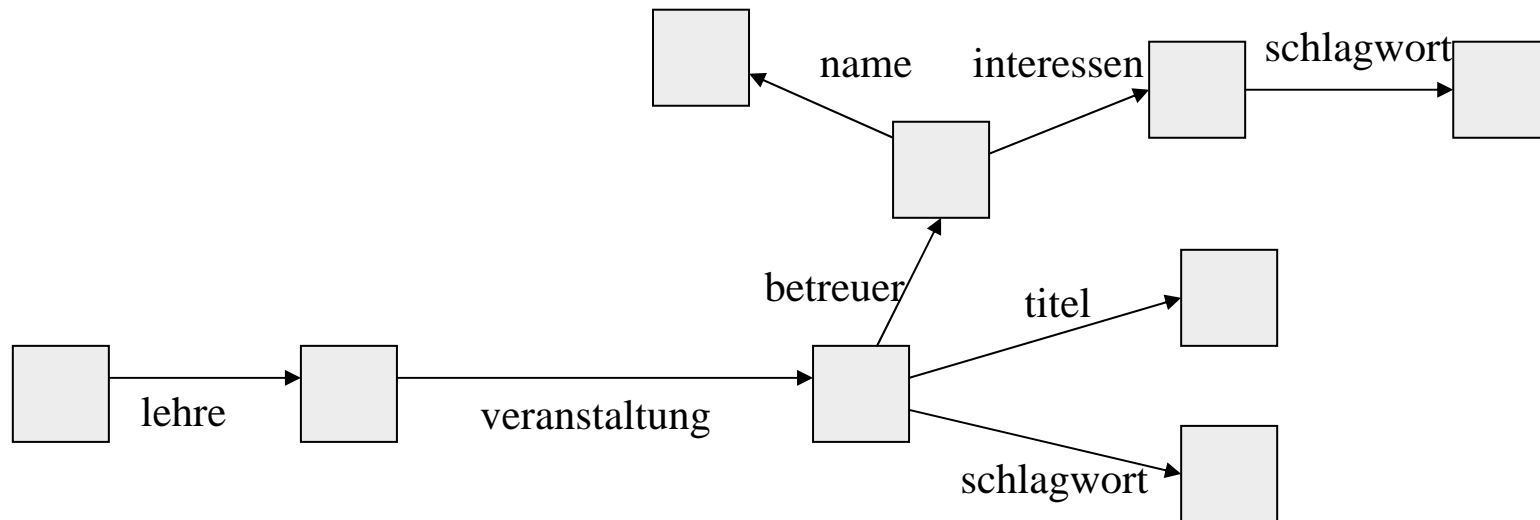 schlagwort
name
interessen
betreuer
titel
lehre
veranstaltung
schlagwort